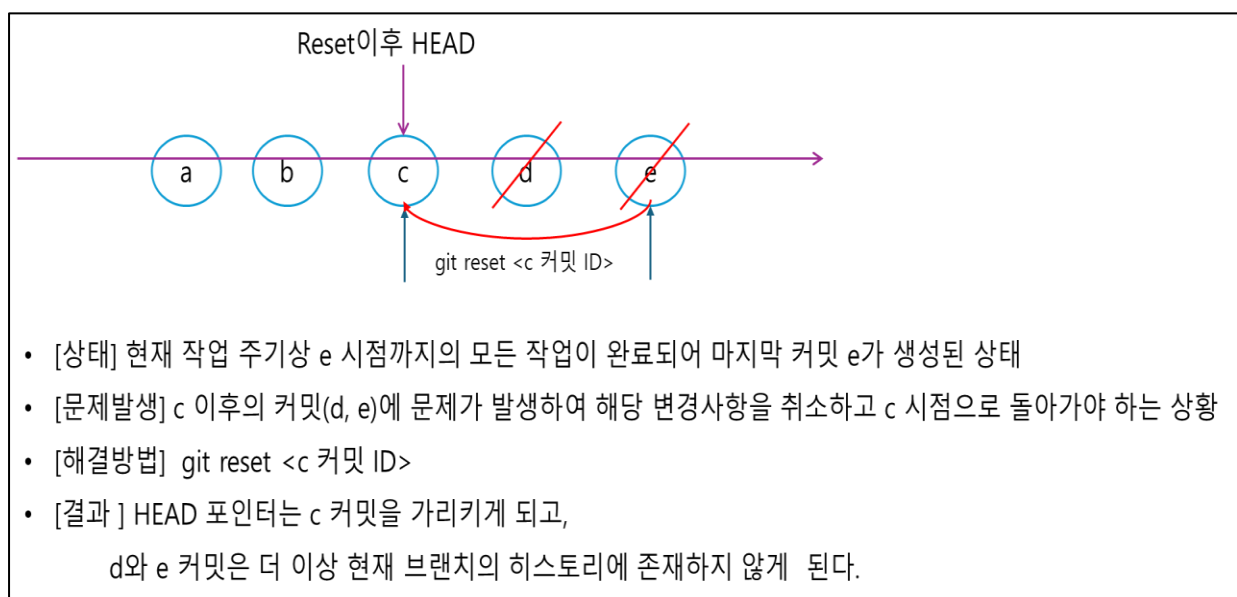 Reset이후 HEAD
a b c d e
git reset <c 커밋 ID>
• [상태] 현재 작업 주기상 e 시점까지의 모든 작업이 완료되어 마지막 커밋 e가 생성된 상태
• [문제발생] c 이후의 커밋(d, e)에 문제가 발생하여 해당 변경사항을 취소하고 c 시점으로 돌아가야 하는 상황
• [해결방법] git reset <c 커밋 ID>
• [결과 ] HEAD 포인터는 c 커밋을 가리키게 되고,
d와 e 커밋은 더 이상 현재 브랜치의 히스토리에 존재하지 않게 된다.